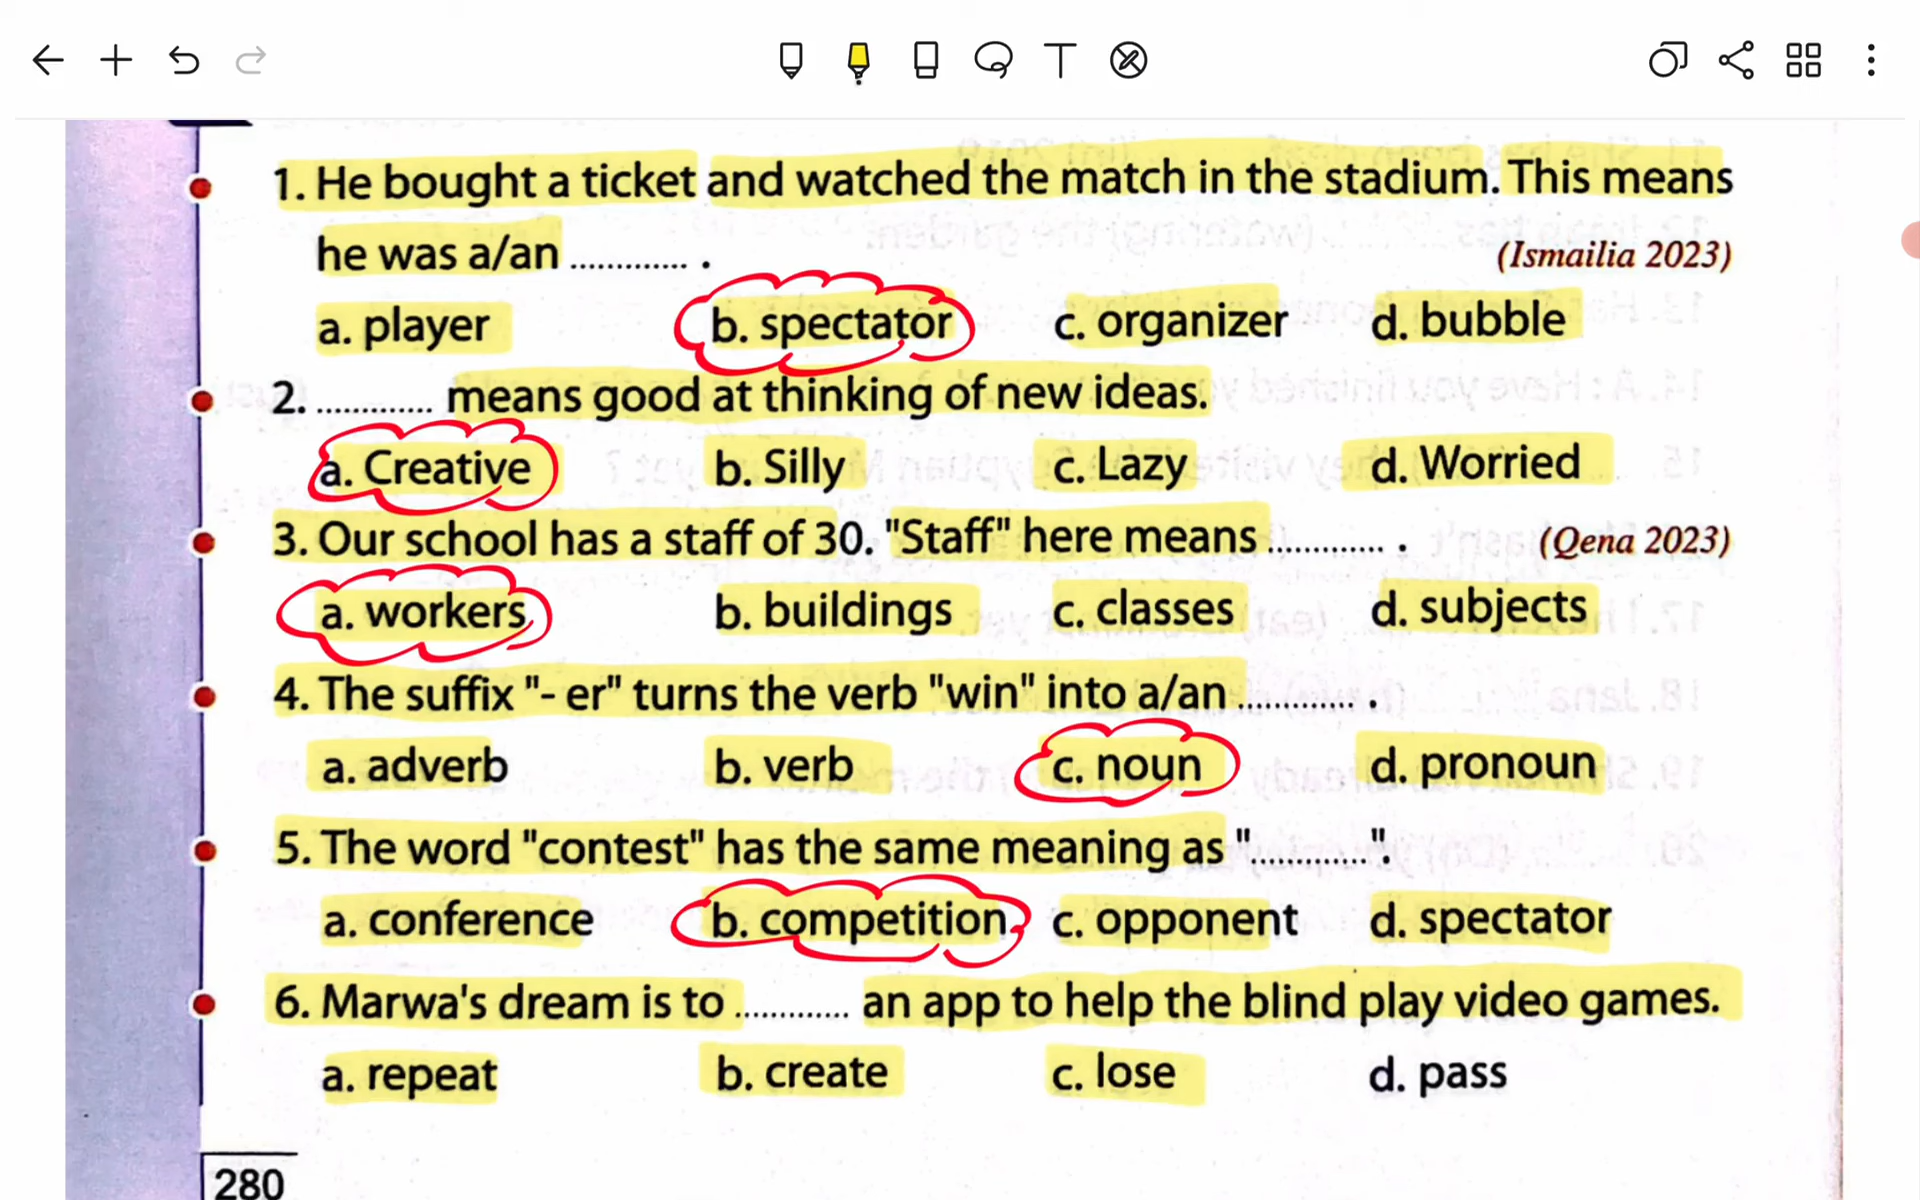 1. He bought a ticket and watched the match in the stadium. This means
he was a/an ............. . (Ismailia 2023)
a. player b. spectator c. organizer d. bubble
2. ............. means good at thinking of new ideas.
a. Creative b. Silly c. Lazy d. Worried
3. Our school has a staff of 30. "Staff" here means ............. . (Qena 2023)
a. workers b. buildings c. classes d. subjects
4. The suffix "- er" turns the verb "win" into a/an ............. .
a. adverb b. verb c. noun d. pronoun
5. The word "contest" has the same meaning as ".............".
a. conference b. competition c. opponent d. spectator
6. Marwa's dream is to ............. an app to help the blind play video games.
a. repeat b. create c. lose d. pass
280